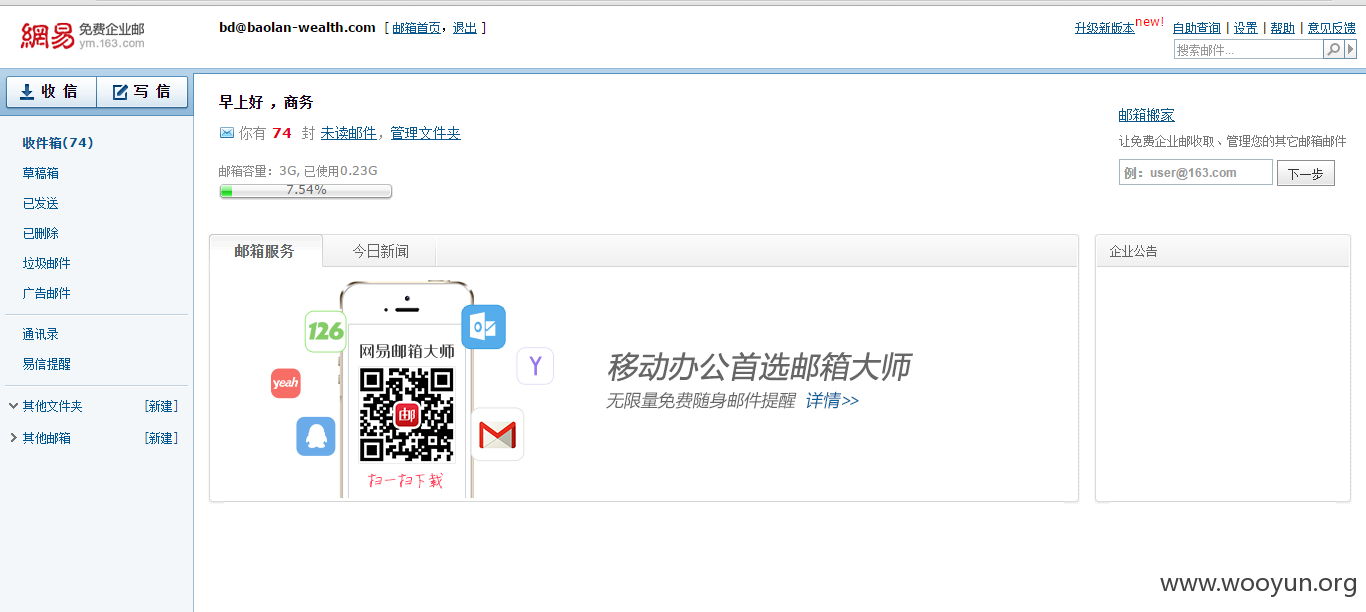 網易 免费企业邮
ym.163.com
bd@baolan-wealth.com [ 邮箱首页, 退出 ]
升级新版本new! 自助查询 | 设置 | 帮助 | 意见反馈
搜索邮件...
收 信 写 信
收件箱(74)
草稿箱
已发送
已删除
垃圾邮件
广告邮件
通讯录
易信提醒
其他文件夹 [新建]
其他邮箱 [新建]
早上好 , 商务
你有 74 封 未读邮件, 管理文件夹
邮箱容量: 3G, 已使用0.23G
7.54%
邮箱搬家
让免费企业邮收取、管理您的其它邮箱邮件
例: user@163.com 下一步
邮箱服务 今日新闻
126
网易邮箱大师
yeah
邮
扫一扫下载
移动办公首选邮箱大师
无限量免费随身邮件提醒 详情>>
企业公告
www.wooyun.org